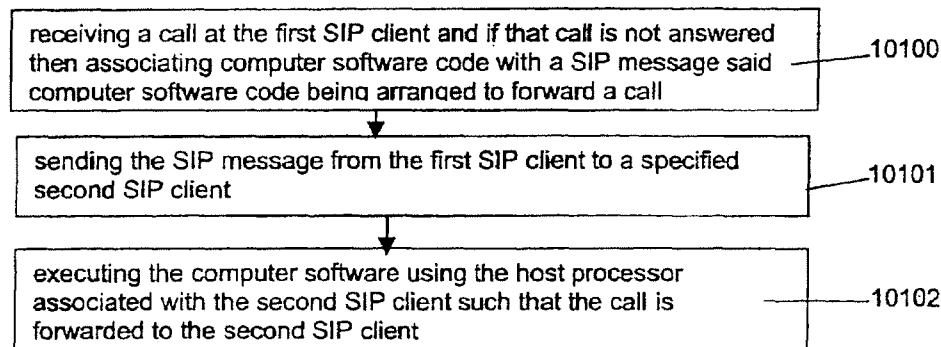 receiving a call at the first SIP client and if that call is not answered
then associating computer software code with a SIP message said
computer software code being arranged to forward a call
10100
sending the SIP message from the first SIP client to a specified
second SIP client
10101
executing the computer software using the host processor
associated with the second SIP client such that the call is
forwarded to the second SIP client
10102